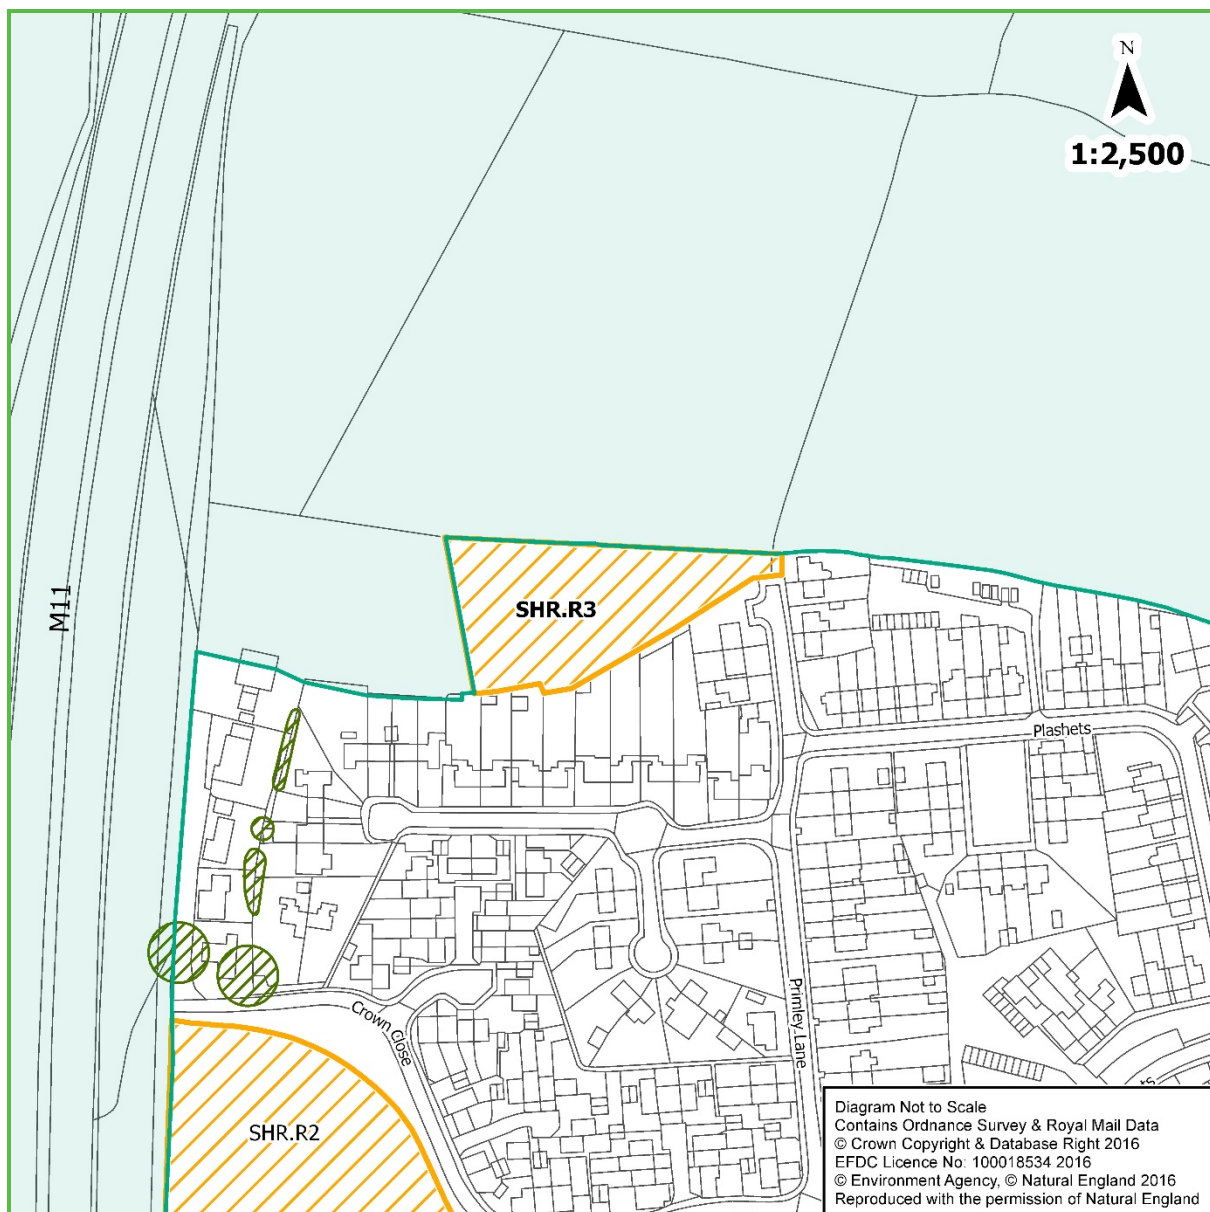 N
1:2,500
M11
SHR.R3
Plashets
Primley Lane
Crown Close
SHR.R2
ts
Diagram Not to Scale
Contains Ordnance Survey & Royal Mail Data
© Crown Copyright & Database Right 2016
EFDC Licence No: 100018534 2016
© Environment Agency, © Natural England 2016
Reproduced with the permission of Natural England